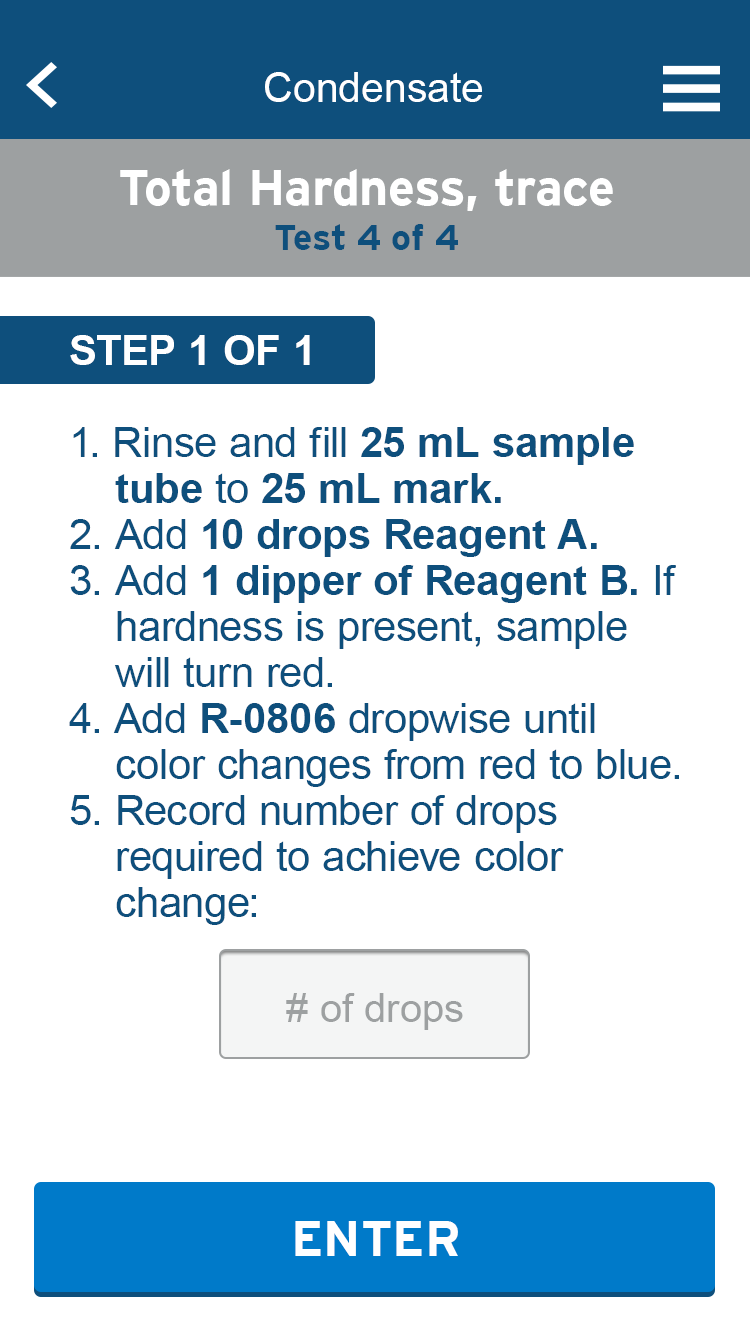 Condensate
Total Hardness, trace
Test 4 of 4
STEP 1 OF 1
1. Rinse and fill 25 mL sample
tube to 25 mL mark.
2. Add 10 drops Reagent A.
3. Add 1 dipper of Reagent B. If
hardness is present, sample
will turn red.
4. Add R-0806 dropwise until
color changes from red to blue.
5. Record number of drops
required to achieve color
change:
# of drops
ENTER